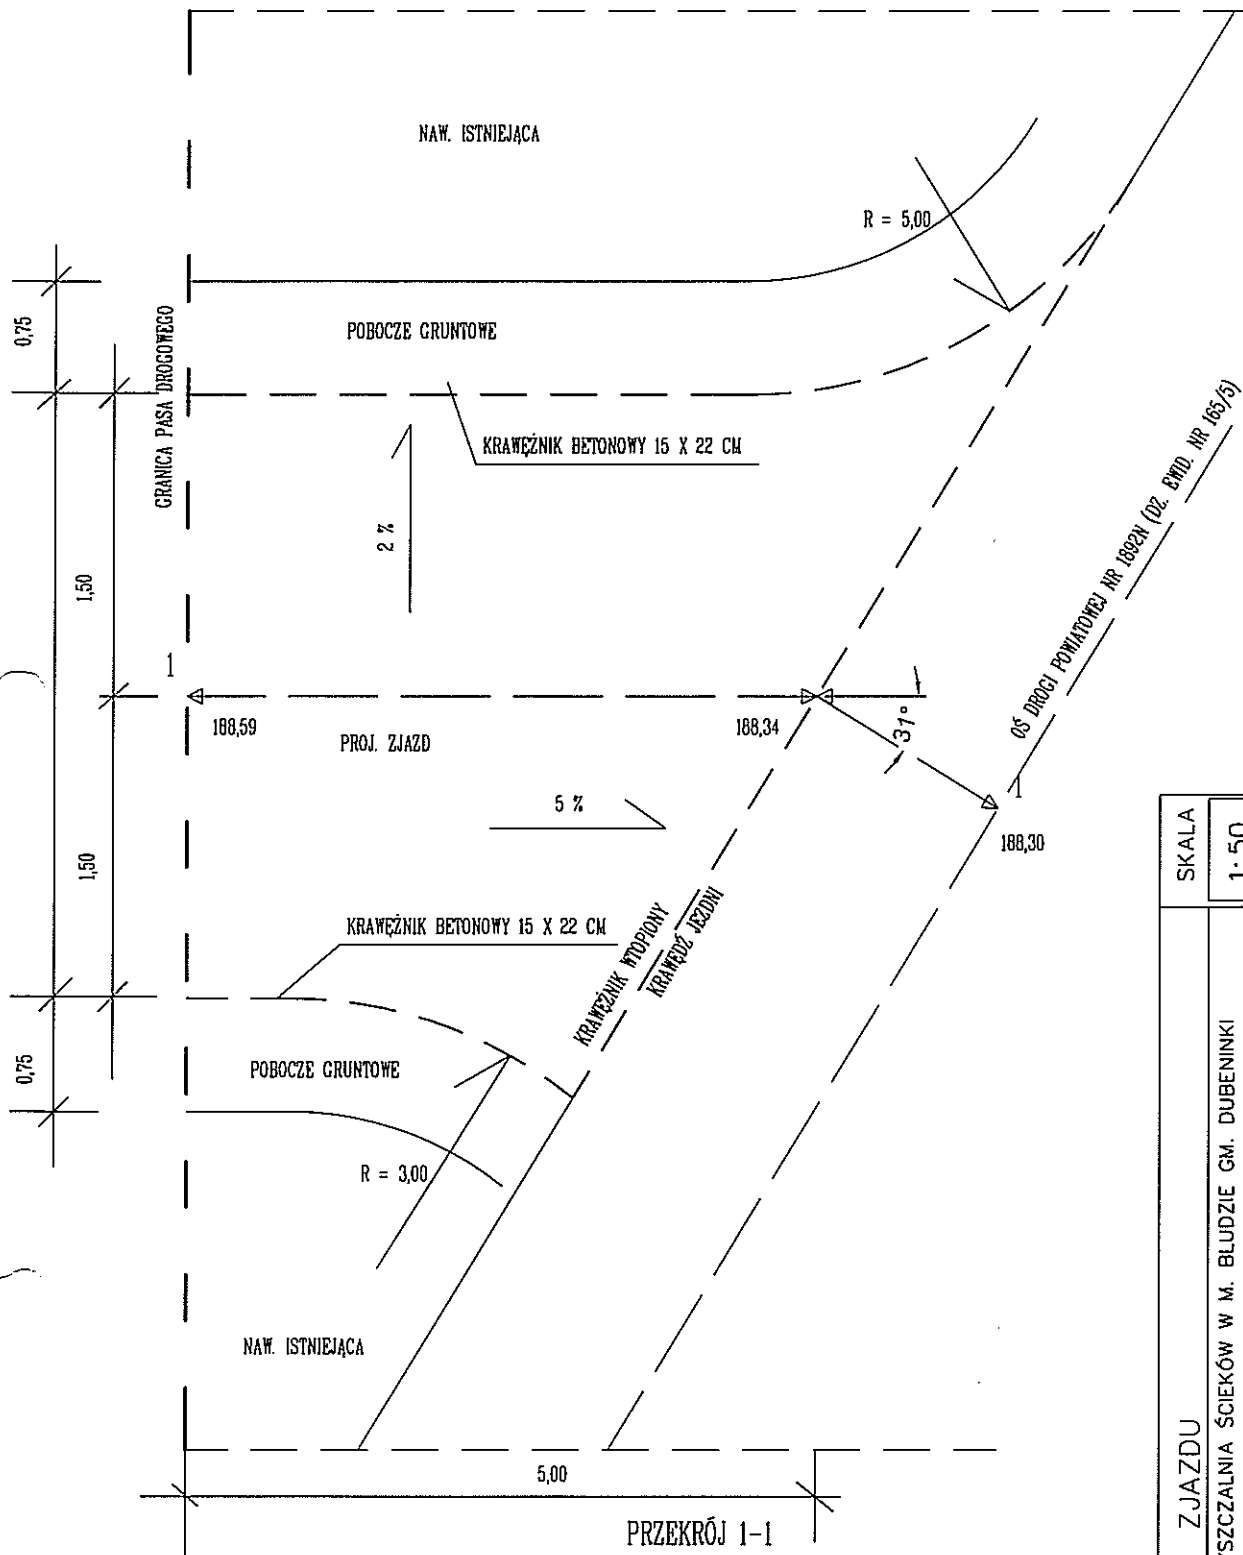 NAW. ISTNIEJĄCA
R = 5,00
0,75
POBOCZE GRUNTOWE
GRANICA PASA DROGOWEGO
KRAWĘŻNIK BETONOWY 15 X 22 CM
2 %
1,50
OŚ DROGI POWIATOWEJ NR 1892N (DZ. EWID. NR 165/5)
1
188,59
188,34
31°
PROJ. ZJAZD
1
5 %
188,30
1,50
KRAWĘŻNIK BETONOWY 15 X 22 CM
KRAWĘŻNIK WTOPIONY
KRAWĘDŹ JEZDNI
0,75
POBOCZE GRUNTOWE
R = 3,00
NAW. ISTNIEJĄCA
5,00
PRZEKRÓJ 1-1
SKALA
1:50
ZJAZDU
YSZCZALNIA ŚCIEKÓW W M. BŁUDZIE GM. DUBENINKI